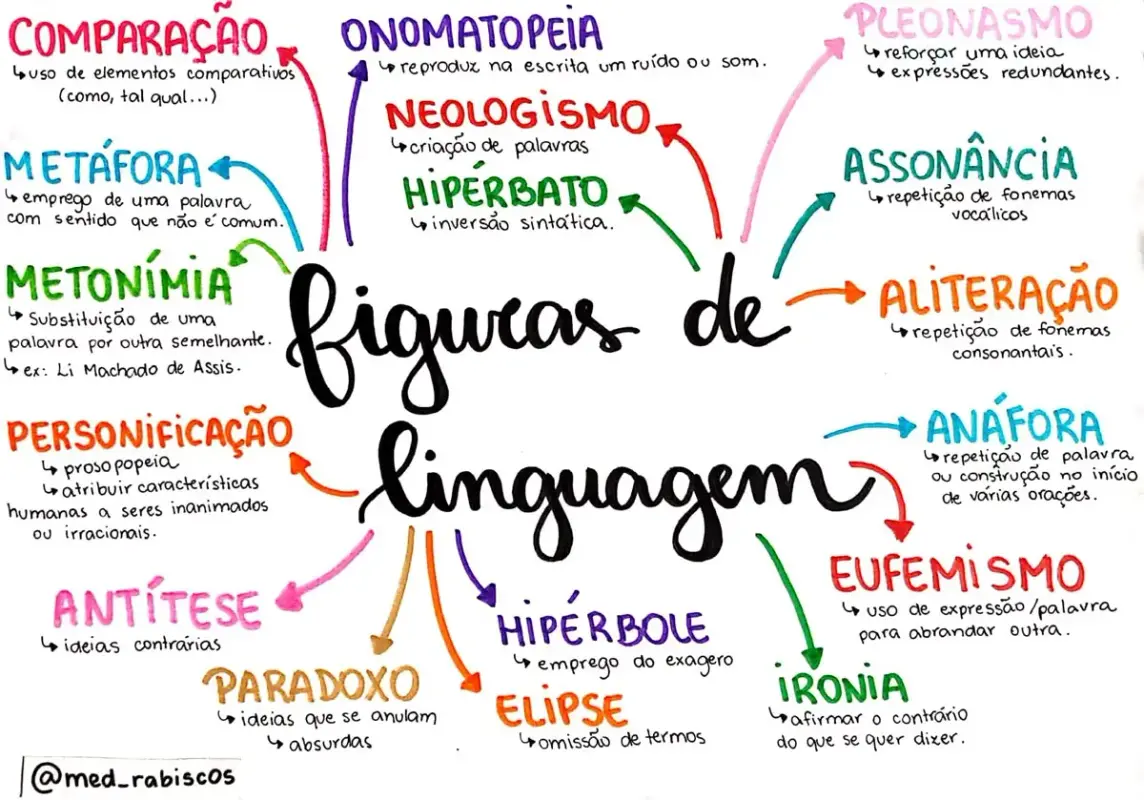 figuras de
linguagem
COMPARAÇÃO
↳ uso de elementos comparativos
(como, tal qual...)
METÁFORA
↳ emprego de uma palavra
com sentido que não é comum.
METONÍMIA
↳ Substituição de uma
palavra por outra semelhante.
↳ ex: Li Machado de Assis.
PERSONIFICAÇÃO
↳ prosopopeia
↳ atribuir características
humanas a seres inanimados
ou irracionais.
ANTÍTESE
↳ ideias contrárias
PARADOXO
↳ ideias que se anulam
↳ absurdas
ONOMATOPEIA
↳ reproduz na escrita um ruído ou som.
NEOLOGISMO
↳ criação de palavras
HIPÉRBATO
↳ inversão sintática.
HIPÉRBOLE
↳ emprego do exagero
ELIPSE
↳ omissão de termos
PLEONASMO
↳ reforçar uma ideia
↳ expressões redundantes.
ASSONÂNCIA
↳ repetição de fonemas
vocálicos
ALITERAÇÃO
↳ repetição de fonemas
consonantais.
ANÁFORA
↳ repetição de palavra
ou construção no início
de várias orações.
EUFEMISMO
↳ uso de expressão/palavra
para abrandar outra.
IRONIA
↳ afirmar o contrário
do que se quer dizer.
@med_rabiscos